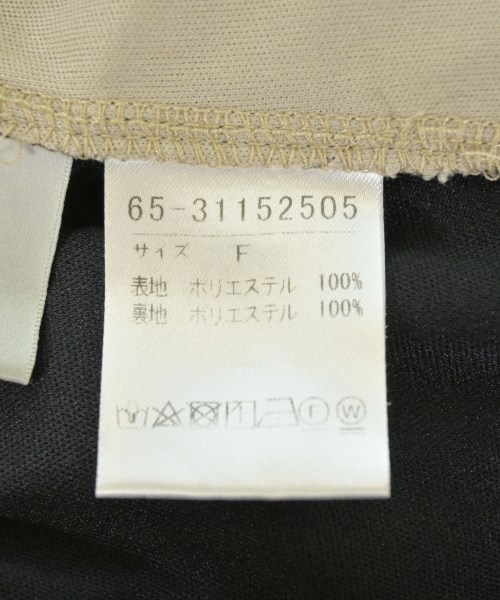 65-31152505
サイズ F
表地 ポリエステル 100%
裏地 ポリエステル 100%
F W